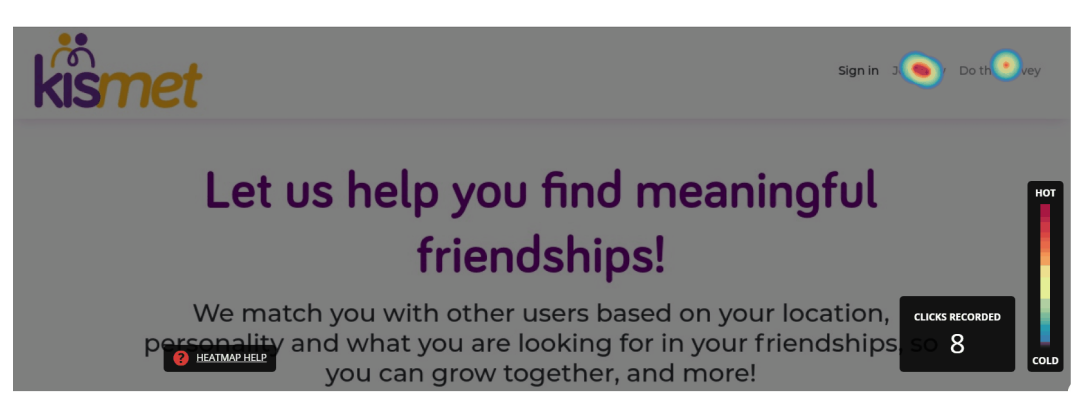 kismet
Sign in
Do th vey
Let us help you find meaningful
friendships!
We match you with other users based on your location,
personality and what you are looking for in your friendships, so
you can grow together, and more!
HOT
CLICKS RECORDED
8
COLD
? HEATMAP HELP